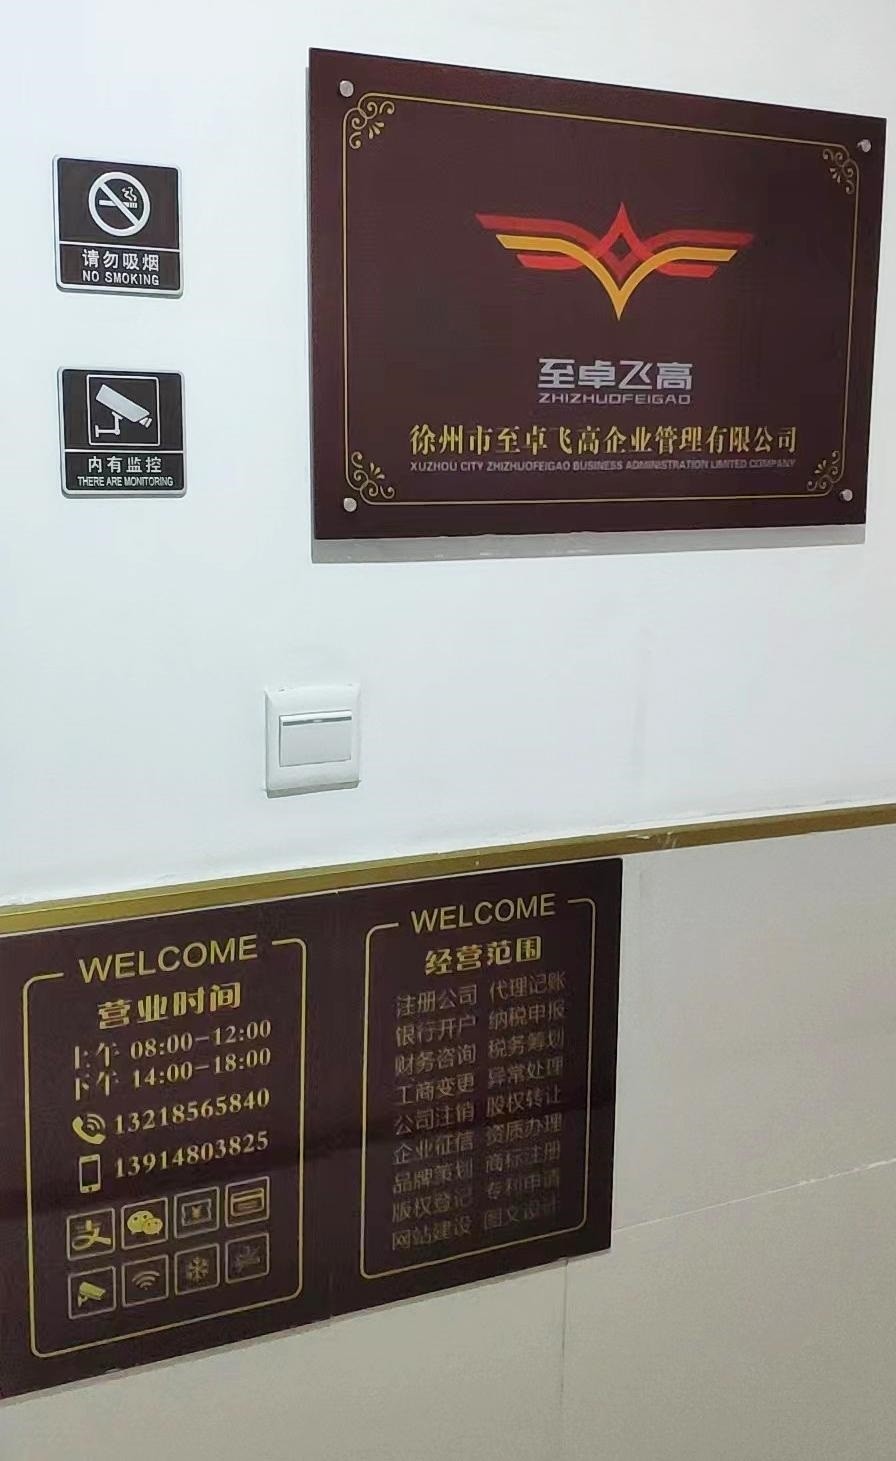 请勿吸烟
NO SMOKING
内有监控
THERE ARE MONITORING
至卓飞高
ZHIZHUOFEIGAO
徐州市至卓飞高企业管理有限公司
XUZHOU CITY ZHIZHUOFEIGAO BUSINESS ADMINISTRATION LIMITED COMPANY
WELCOME
营业时间
上午 08:00-12:00
下午 14:00-18:00
13218565840
13914803825
WELCOME
经营范围
注册公司 代理记账
银行开户 纳税申报
财务咨询 税务筹划
工商变更 异常处理
公司注销 股权转让
企业征信 资质办理
品牌策划 商标注册
版权登记 专利申请
网站建设 图文设计